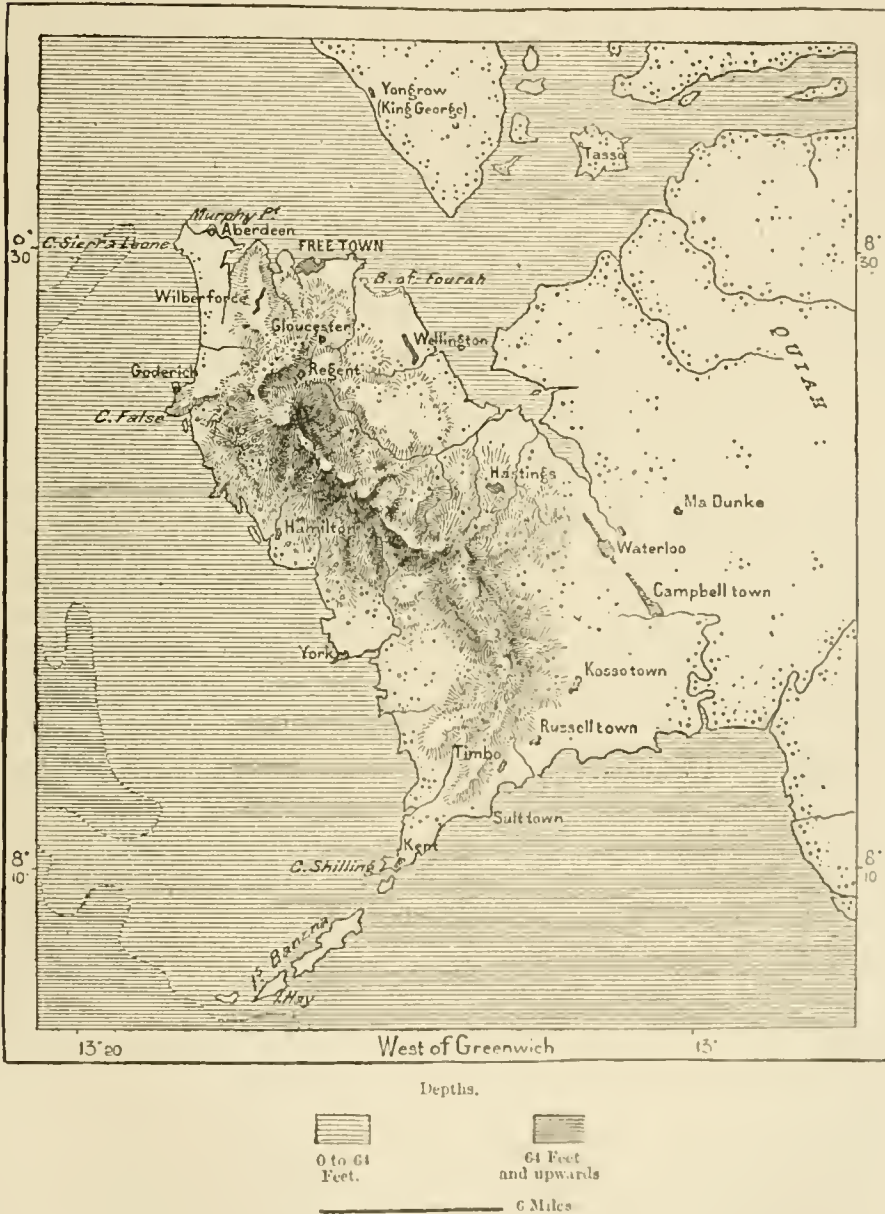 Yongrow
(King George)
Tasso
Murphy Pt
Aberdeen
C. Sierra Leone
FREE TOWN
B. of Fourah
8°
30
8°
30
Wilberforce
Gloucester
Wellington
QUIAH
Goderich
Regent
C. False
Hastings
Ma Dunke
Hamilton
Waterloo
Campbell town
York
Kossotown
Russell town
Timbo
Salt town
Kent
C. Shilling
8°
10'
8°
10'
Is Banana
I. Hay
13°20
West of Greenwich
13°
Depths.
0 to 64
Feet.
64 Feet
and upwards
6 Miles